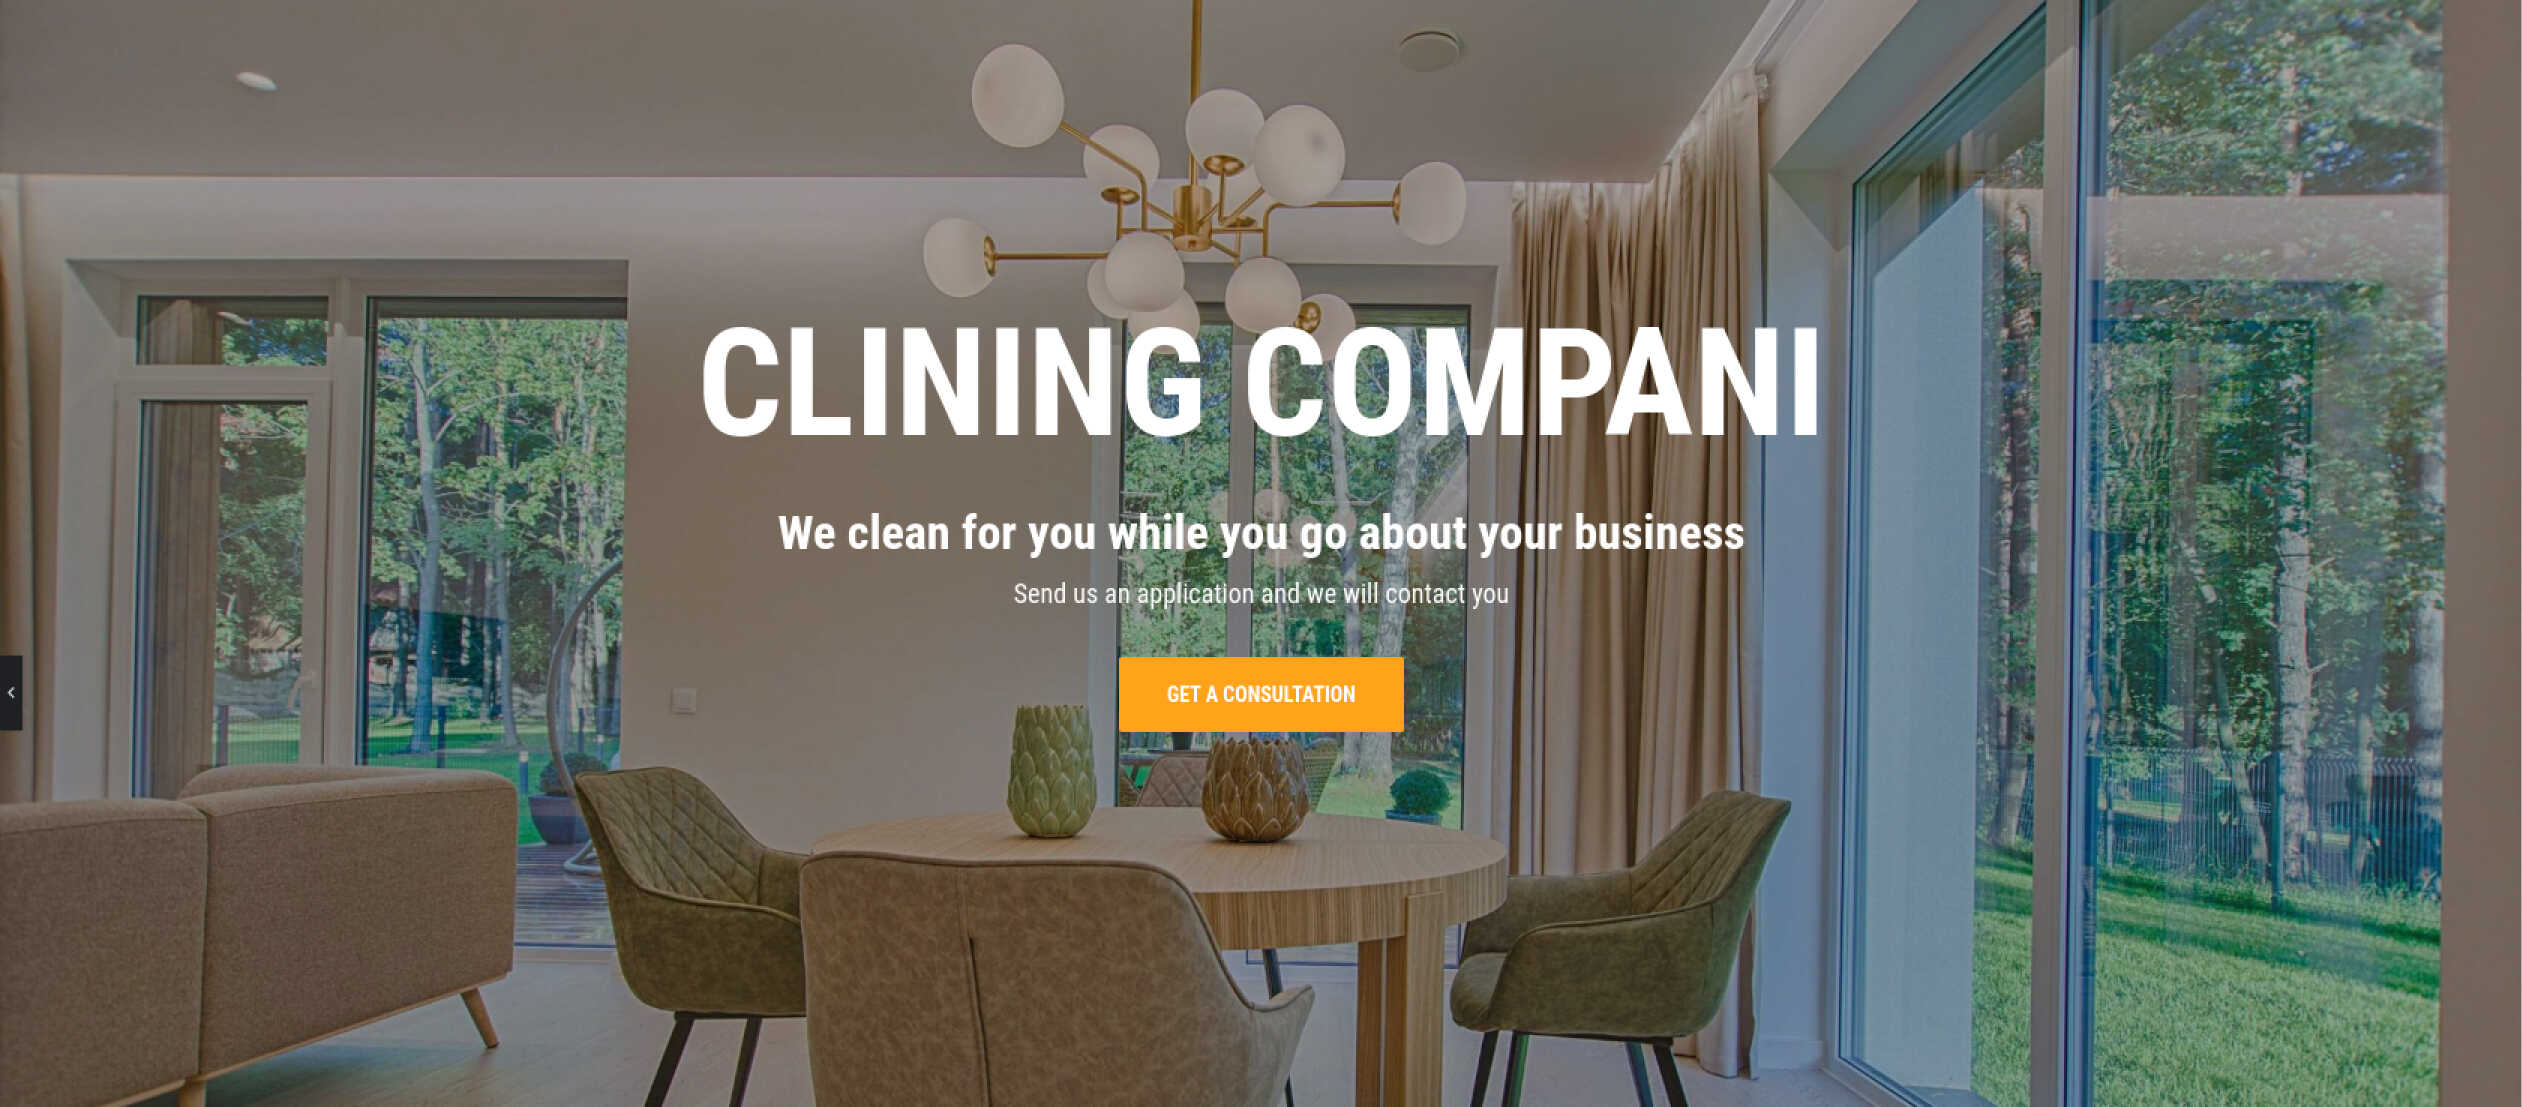 CLINING COMPANI
We clean for you while you go about your business
Send us an application and we will contact you
GET A CONSULTATION